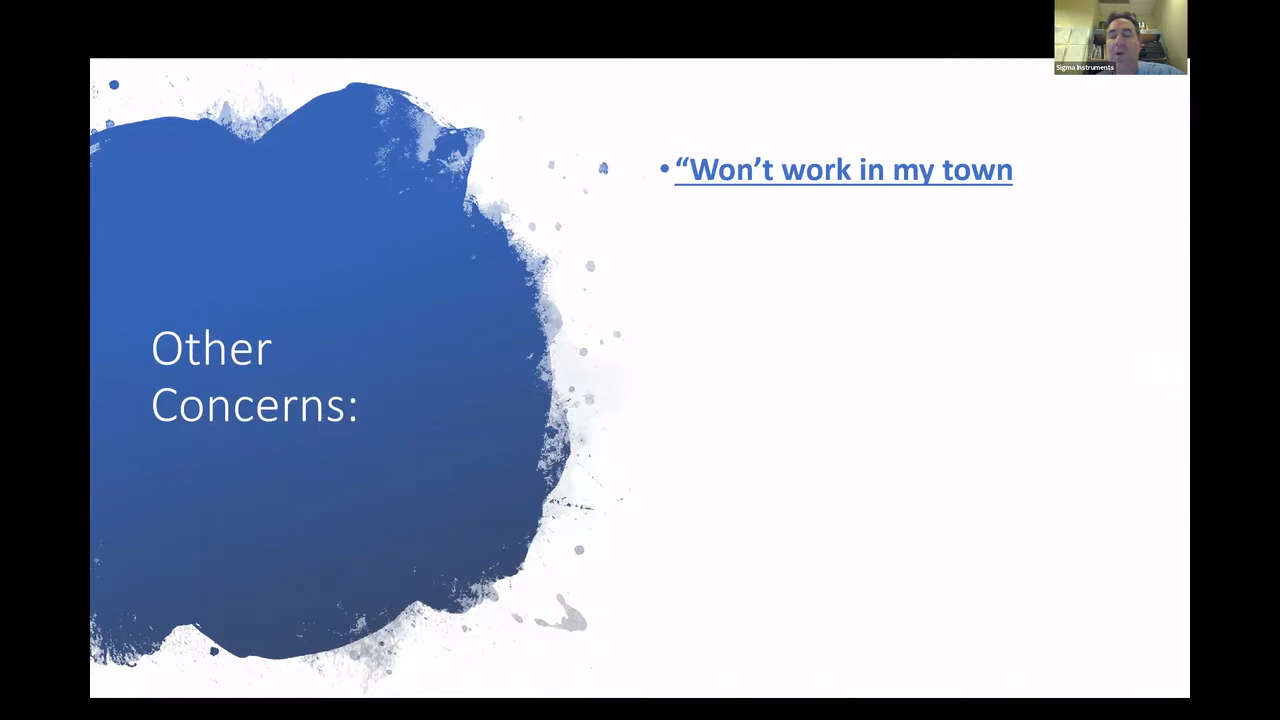 Sigma Instruments
• “Won’t work in my town
Other
Concerns: